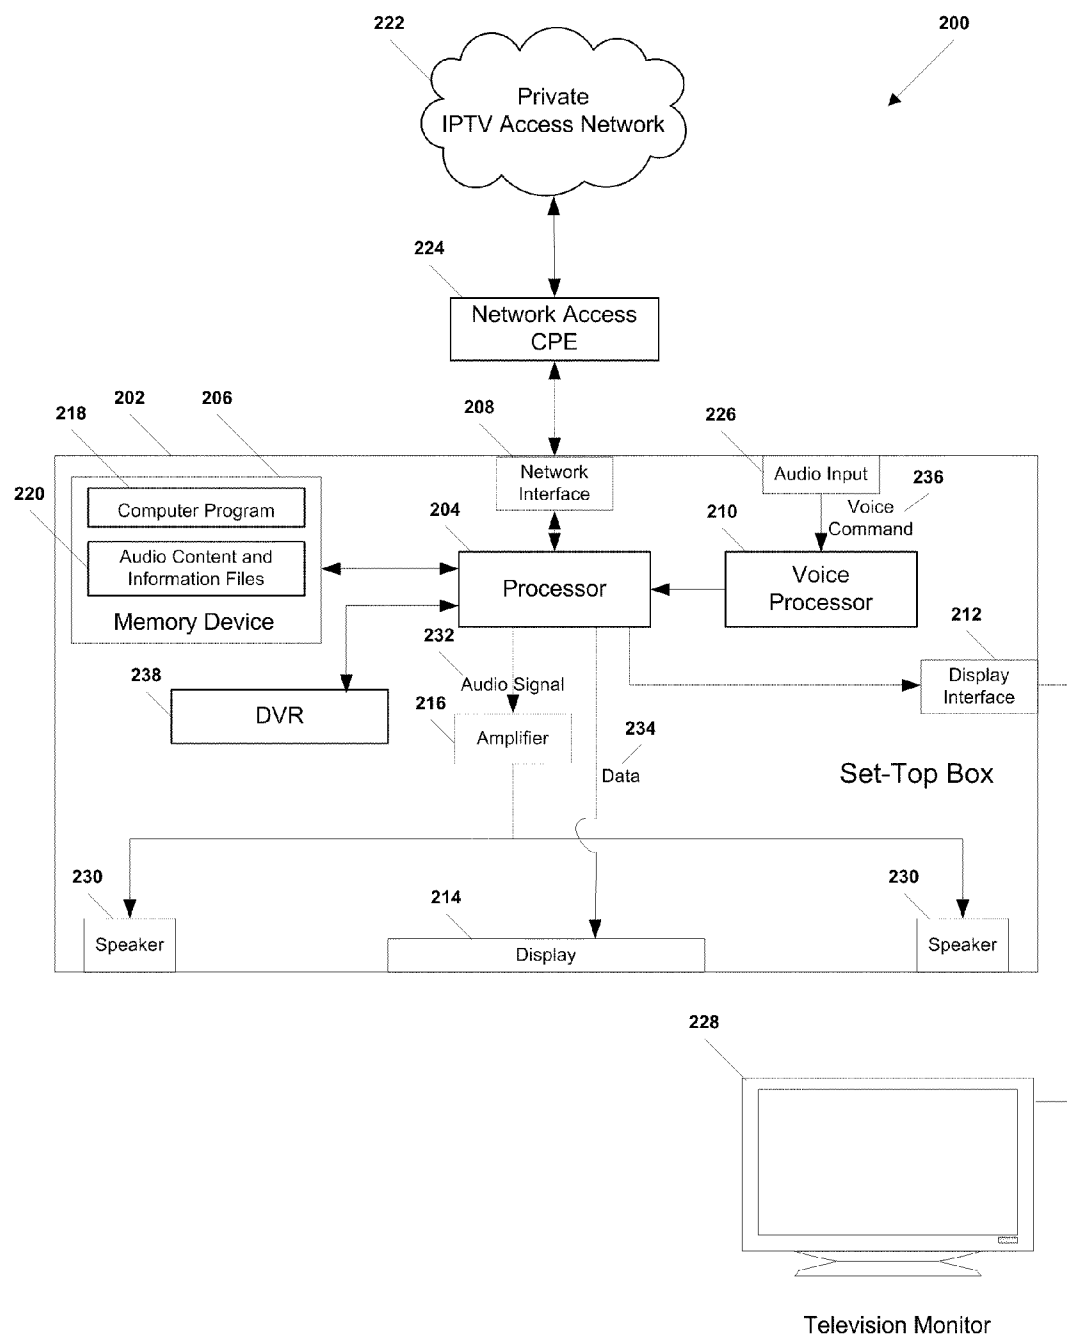 222
200
Private
IPTV Access Network
224
Network Access
CPE
202
206
218
208
226
Network
Interface
Audio Input
236
220
Computer Program
204
210
Voice
Command
Audio Content and
Information Files
Processor
Voice
Processor
Memory Device
232
212
238
Audio Signal
Display
Interface
216
DVR
Amplifier
234
Data
Set-Top Box
230
214
230
Speaker
Display
Speaker
228
Television Monitor